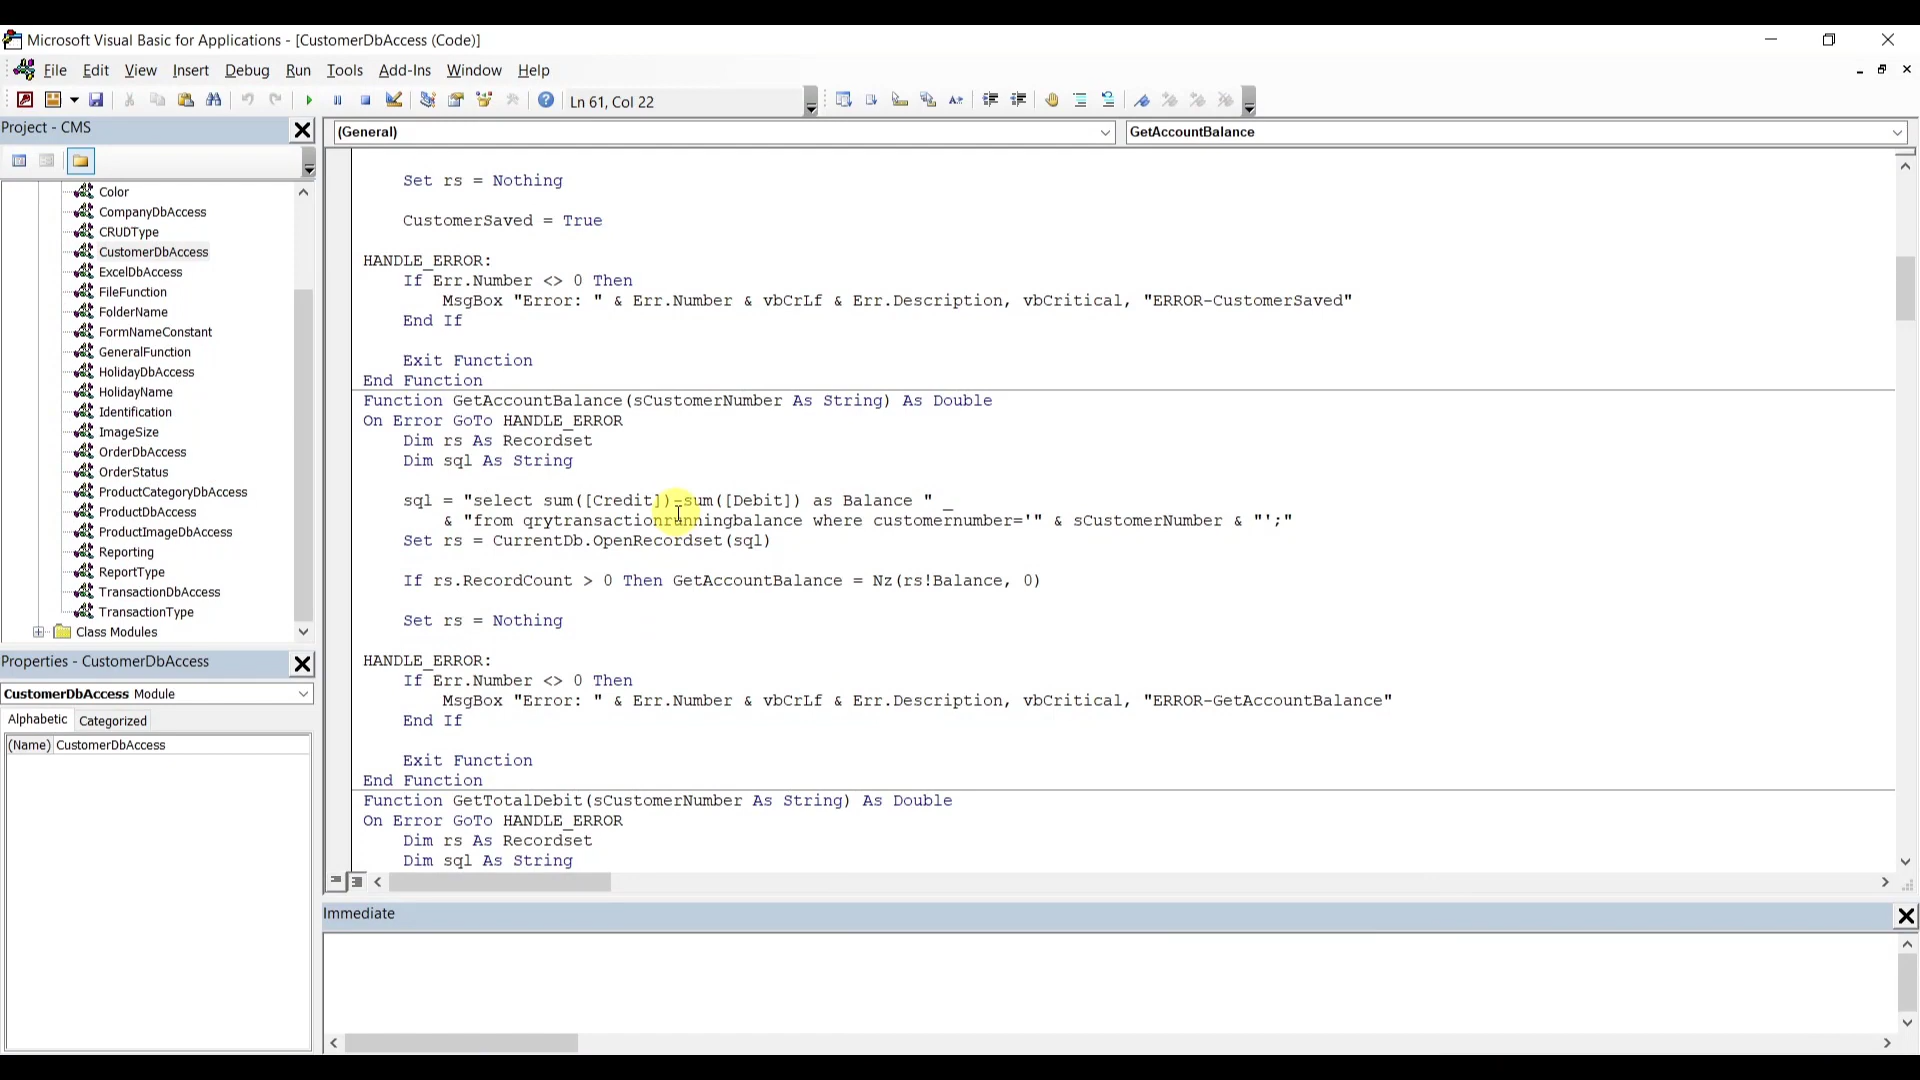 Microsoft Visual Basic for Applications - [CustomerDbAccess (Code)]
File Edit View Insert Debug Run Tools Add-Ins Window Help
Ln 61, Col 22
Project - CMS
Color
CompanyDbAccess
CRUDType
CustomerDbAccess
ExcelDbAccess
FileFunction
FolderName
FormNameConstant
GeneralFunction
HolidayDbAccess
HolidayName
Identification
ImageSize
OrderDbAccess
OrderStatus
ProductCategoryDbAccess
ProductDbAccess
ProductImageDbAccess
Reporting
ReportType
TransactionDbAccess
TransactionType
Class Modules
Properties - CustomerDbAccess
CustomerDbAccess Module
Alphabetic Categorized
(Name) CustomerDbAccess
(General) GetAccountBalance
Set rs = Nothing
CustomerSaved = True
HANDLE_ERROR:
If Err.Number <> 0 Then
MsgBox "Error: " & Err.Number & vbCrLf & Err.Description, vbCritical, "ERROR-CustomerSaved"
End If
Exit Function
End Function
Function GetAccountBalance(sCustomerNumber As String) As Double
On Error GoTo HANDLE_ERROR
Dim rs As Recordset
Dim sql As String
sql = "select sum([Credit])-sum([Debit]) as Balance " _
& "from qrytransactionrunningbalance where customernumber='" & sCustomerNumber & "';"
Set rs = CurrentDb.OpenRecordset(sql)
If rs.RecordCount > 0 Then GetAccountBalance = Nz(rs!Balance, 0)
Set rs = Nothing
HANDLE_ERROR:
If Err.Number <> 0 Then
MsgBox "Error: " & Err.Number & vbCrLf & Err.Description, vbCritical, "ERROR-GetAccountBalance"
End If
Exit Function
End Function
Function GetTotalDebit(sCustomerNumber As String) As Double
On Error GoTo HANDLE_ERROR
Dim rs As Recordset
Dim sql As String
Immediate